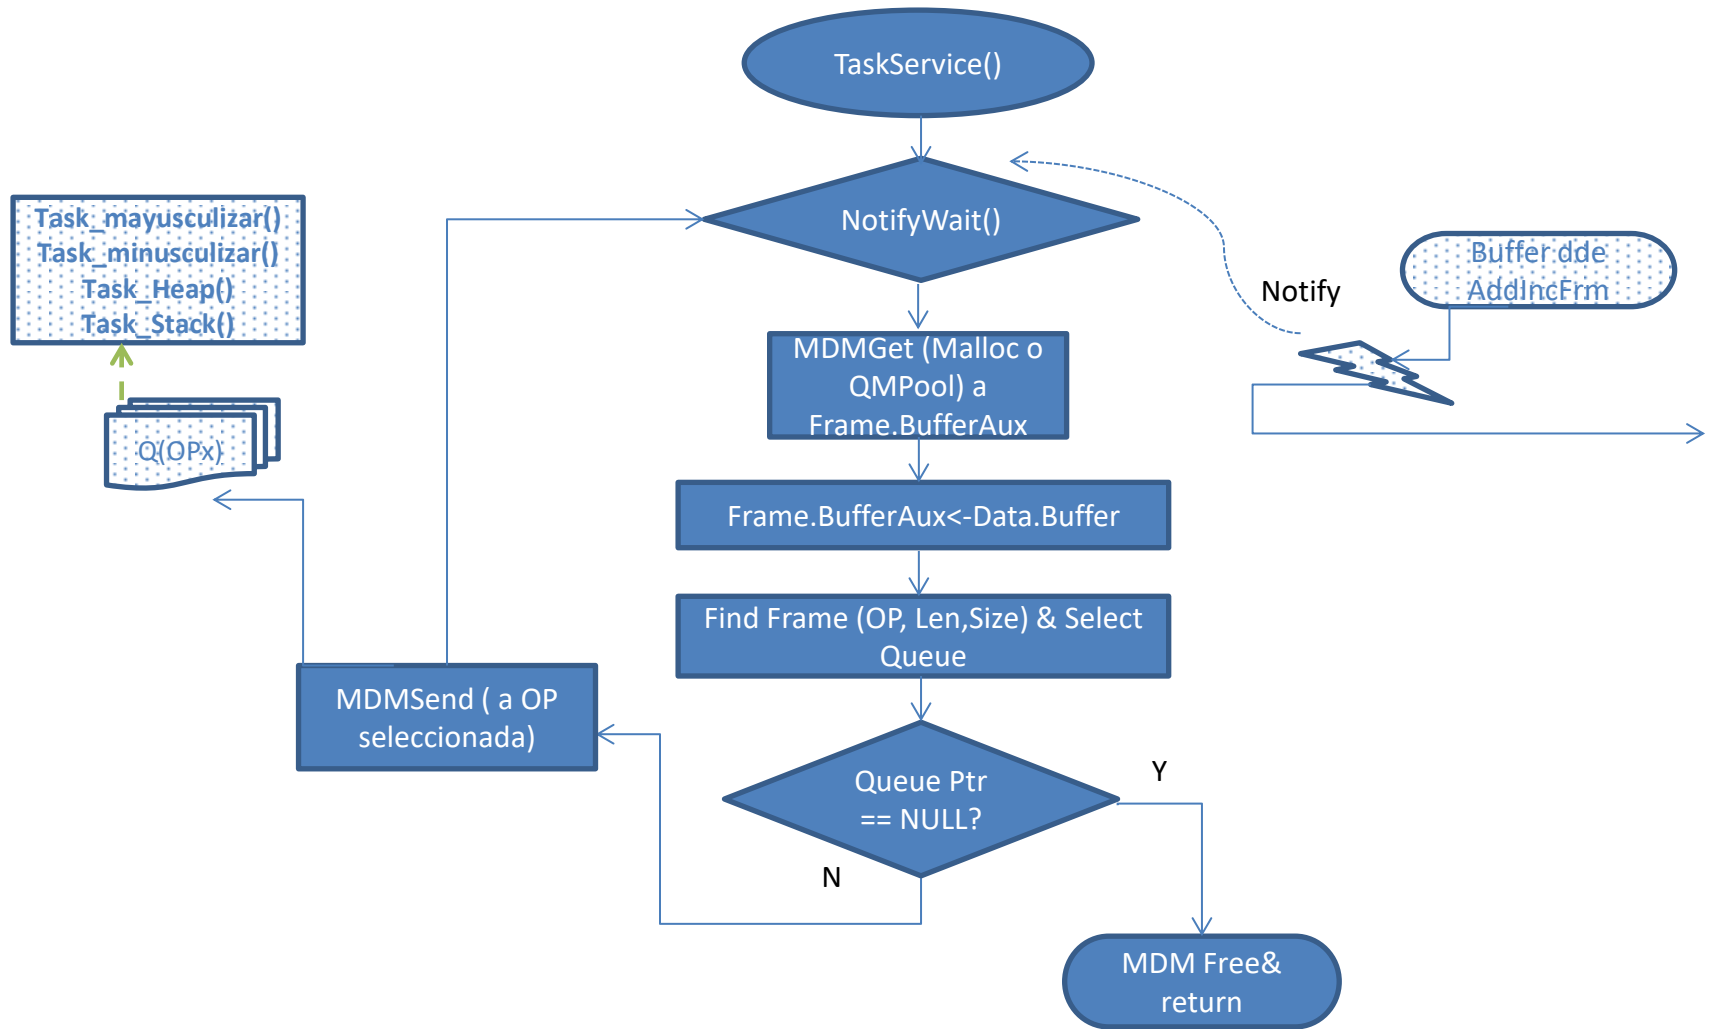 TaskService()
NotifyWait()
Task_mayusculizar()
Task_minusculizar()
Task_Heap()
Task_Stack()
Buffer dde
AddIncFrm
Notify
MDMGet (Malloc o
QMPool) a
Frame.BufferAux
Q(OPx)
Frame.BufferAux<-Data.Buffer
Find Frame (OP, Len,Size) & Select
Queue
MDMSend ( a OP
seleccionada)
Queue Ptr
== NULL?
Y
N
MDM Free&
return